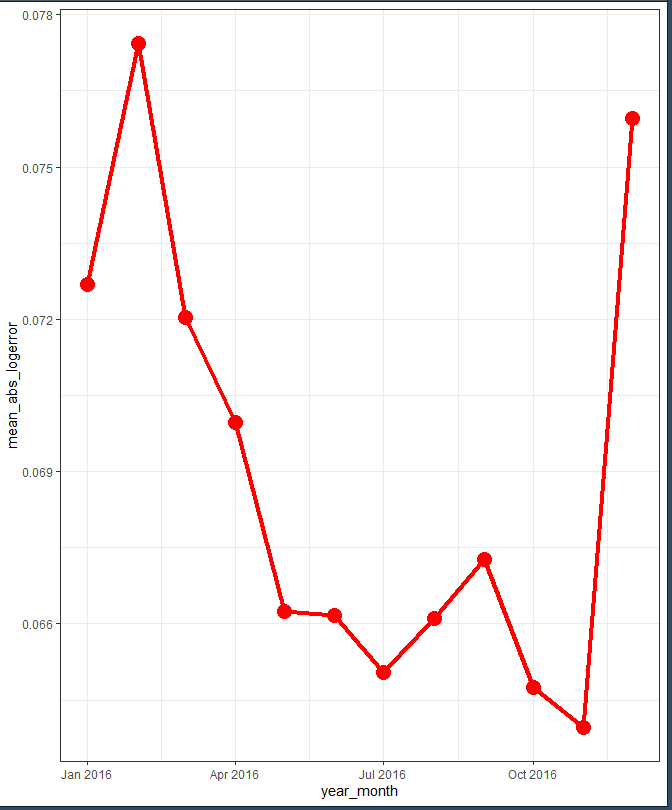 mean_abs_logerror
0.078
0.075
0.072
0.069
0.066
Jan 2016
Apr 2016
Jul 2016
Oct 2016
year_month